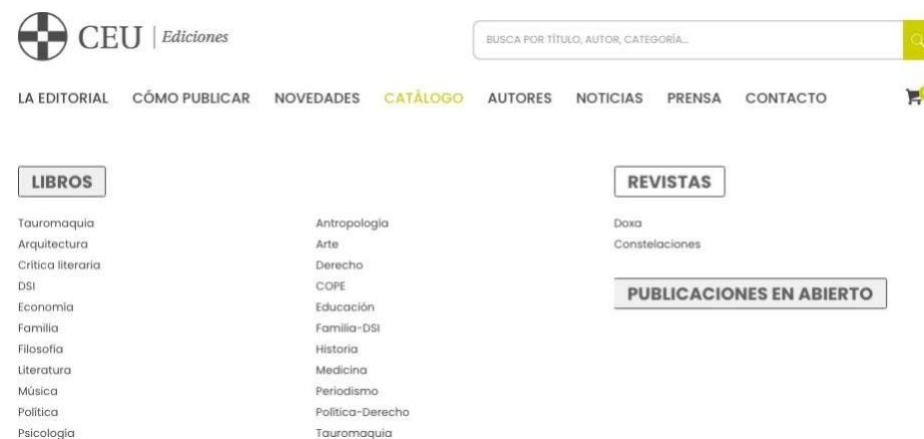 CEU | Ediciones
BUSCA POR TÍTULO, AUTOR, CATEGORÍA...
LA EDITORIAL CÓMO PUBLICAR NOVEDADES CATÁLOGO AUTORES NOTICIAS PRENSA CONTACTO
LIBROS
Tauromaquia
Arquitectura
Crítica literaria
DSI
Economía
Familia
Filosofía
Literatura
Música
Política
Psicología
Antropología
Arte
Derecho
COPE
Educación
Familia-DSI
Historia
Medicina
Periodismo
Política-Derecho
Tauromaquia
REVISTAS
Doxa
Constelaciones
PUBLICACIONES EN ABIERTO